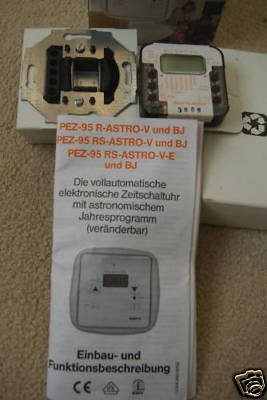 PEZ-95 R-ASTRO-V und BJ
PEZ-95 RS-ASTRO-V und BJ
PEZ-95 RS-ASTRO-V-E
und BJ
Die vollautomatische
elektronische Zeitschaltuhr
mit astronomischem
Jahresprogramm
(veränderbar)
Einbau- und
Funktionsbeschreibung
CE